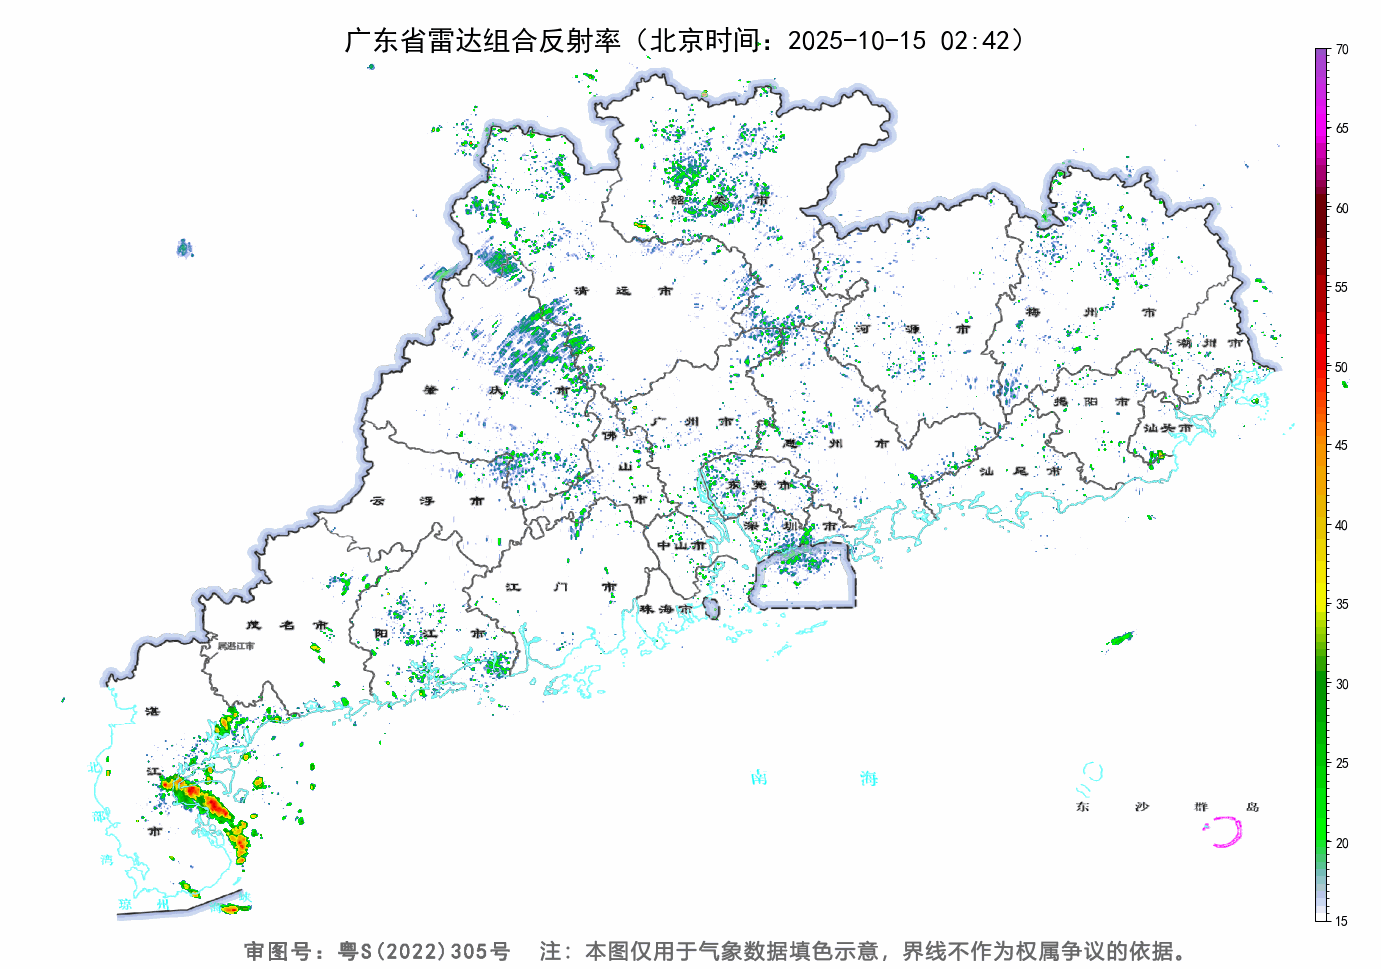 广东省雷达组合反射率（北京时间：2025-10-15 02:42）
70
65
60
55
50
45
40
35
30
25
20
15
韶关市
清远市
梅州市
河源市
潮州市
肇庆市
揭阳市
广州市
汕头市
佛山市
惠州市
汕尾市
云浮市
东莞市
深圳市
中山市
江门市
珠海市
茂名市
阳江市
属湛江市
湛江市
北部湾
南海
东沙群岛
琼州海峡
审图号：粤S(2022)305号 注：本图仅用于气象数据填色示意，界线不作为权属争议的依据。